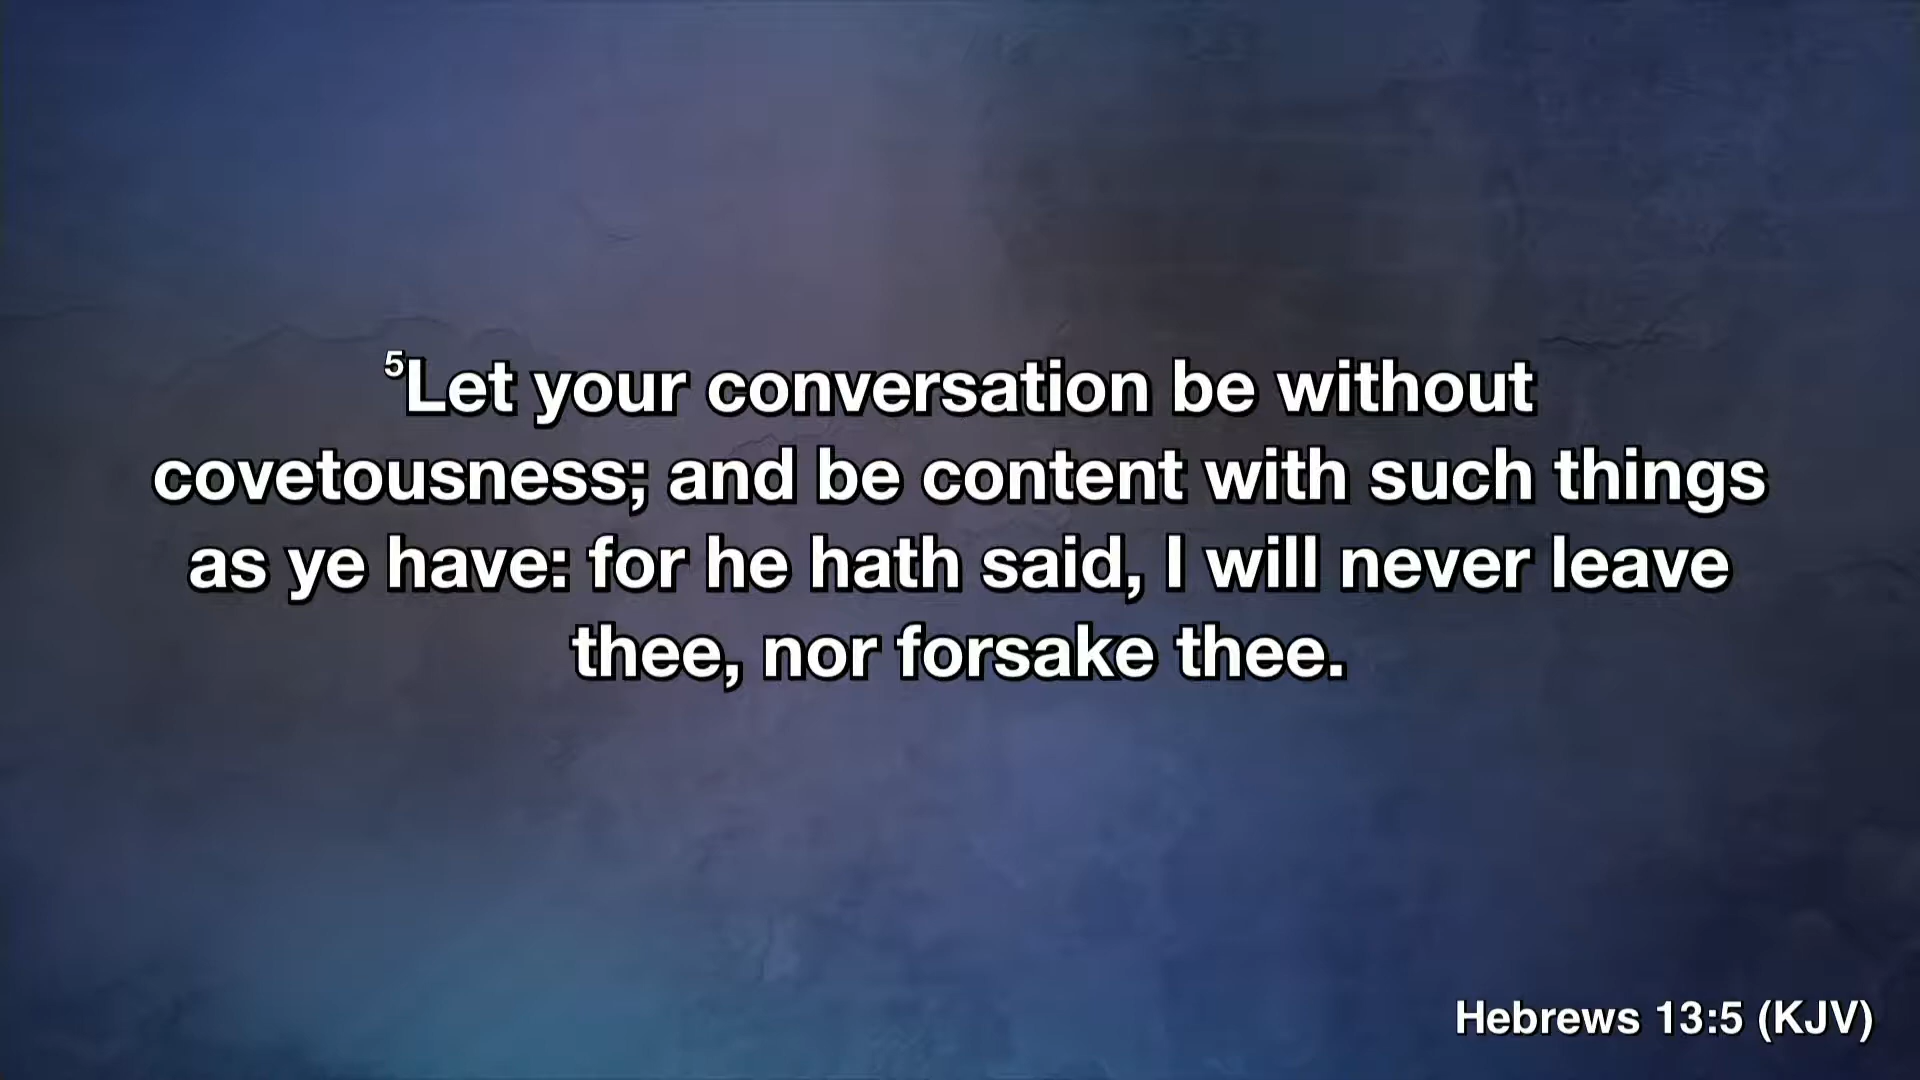 ⁵Let your conversation be without
covetousness; and be content with such things
as ye have: for he hath said, I will never leave
thee, nor forsake thee.
Hebrews 13:5 (KJV)